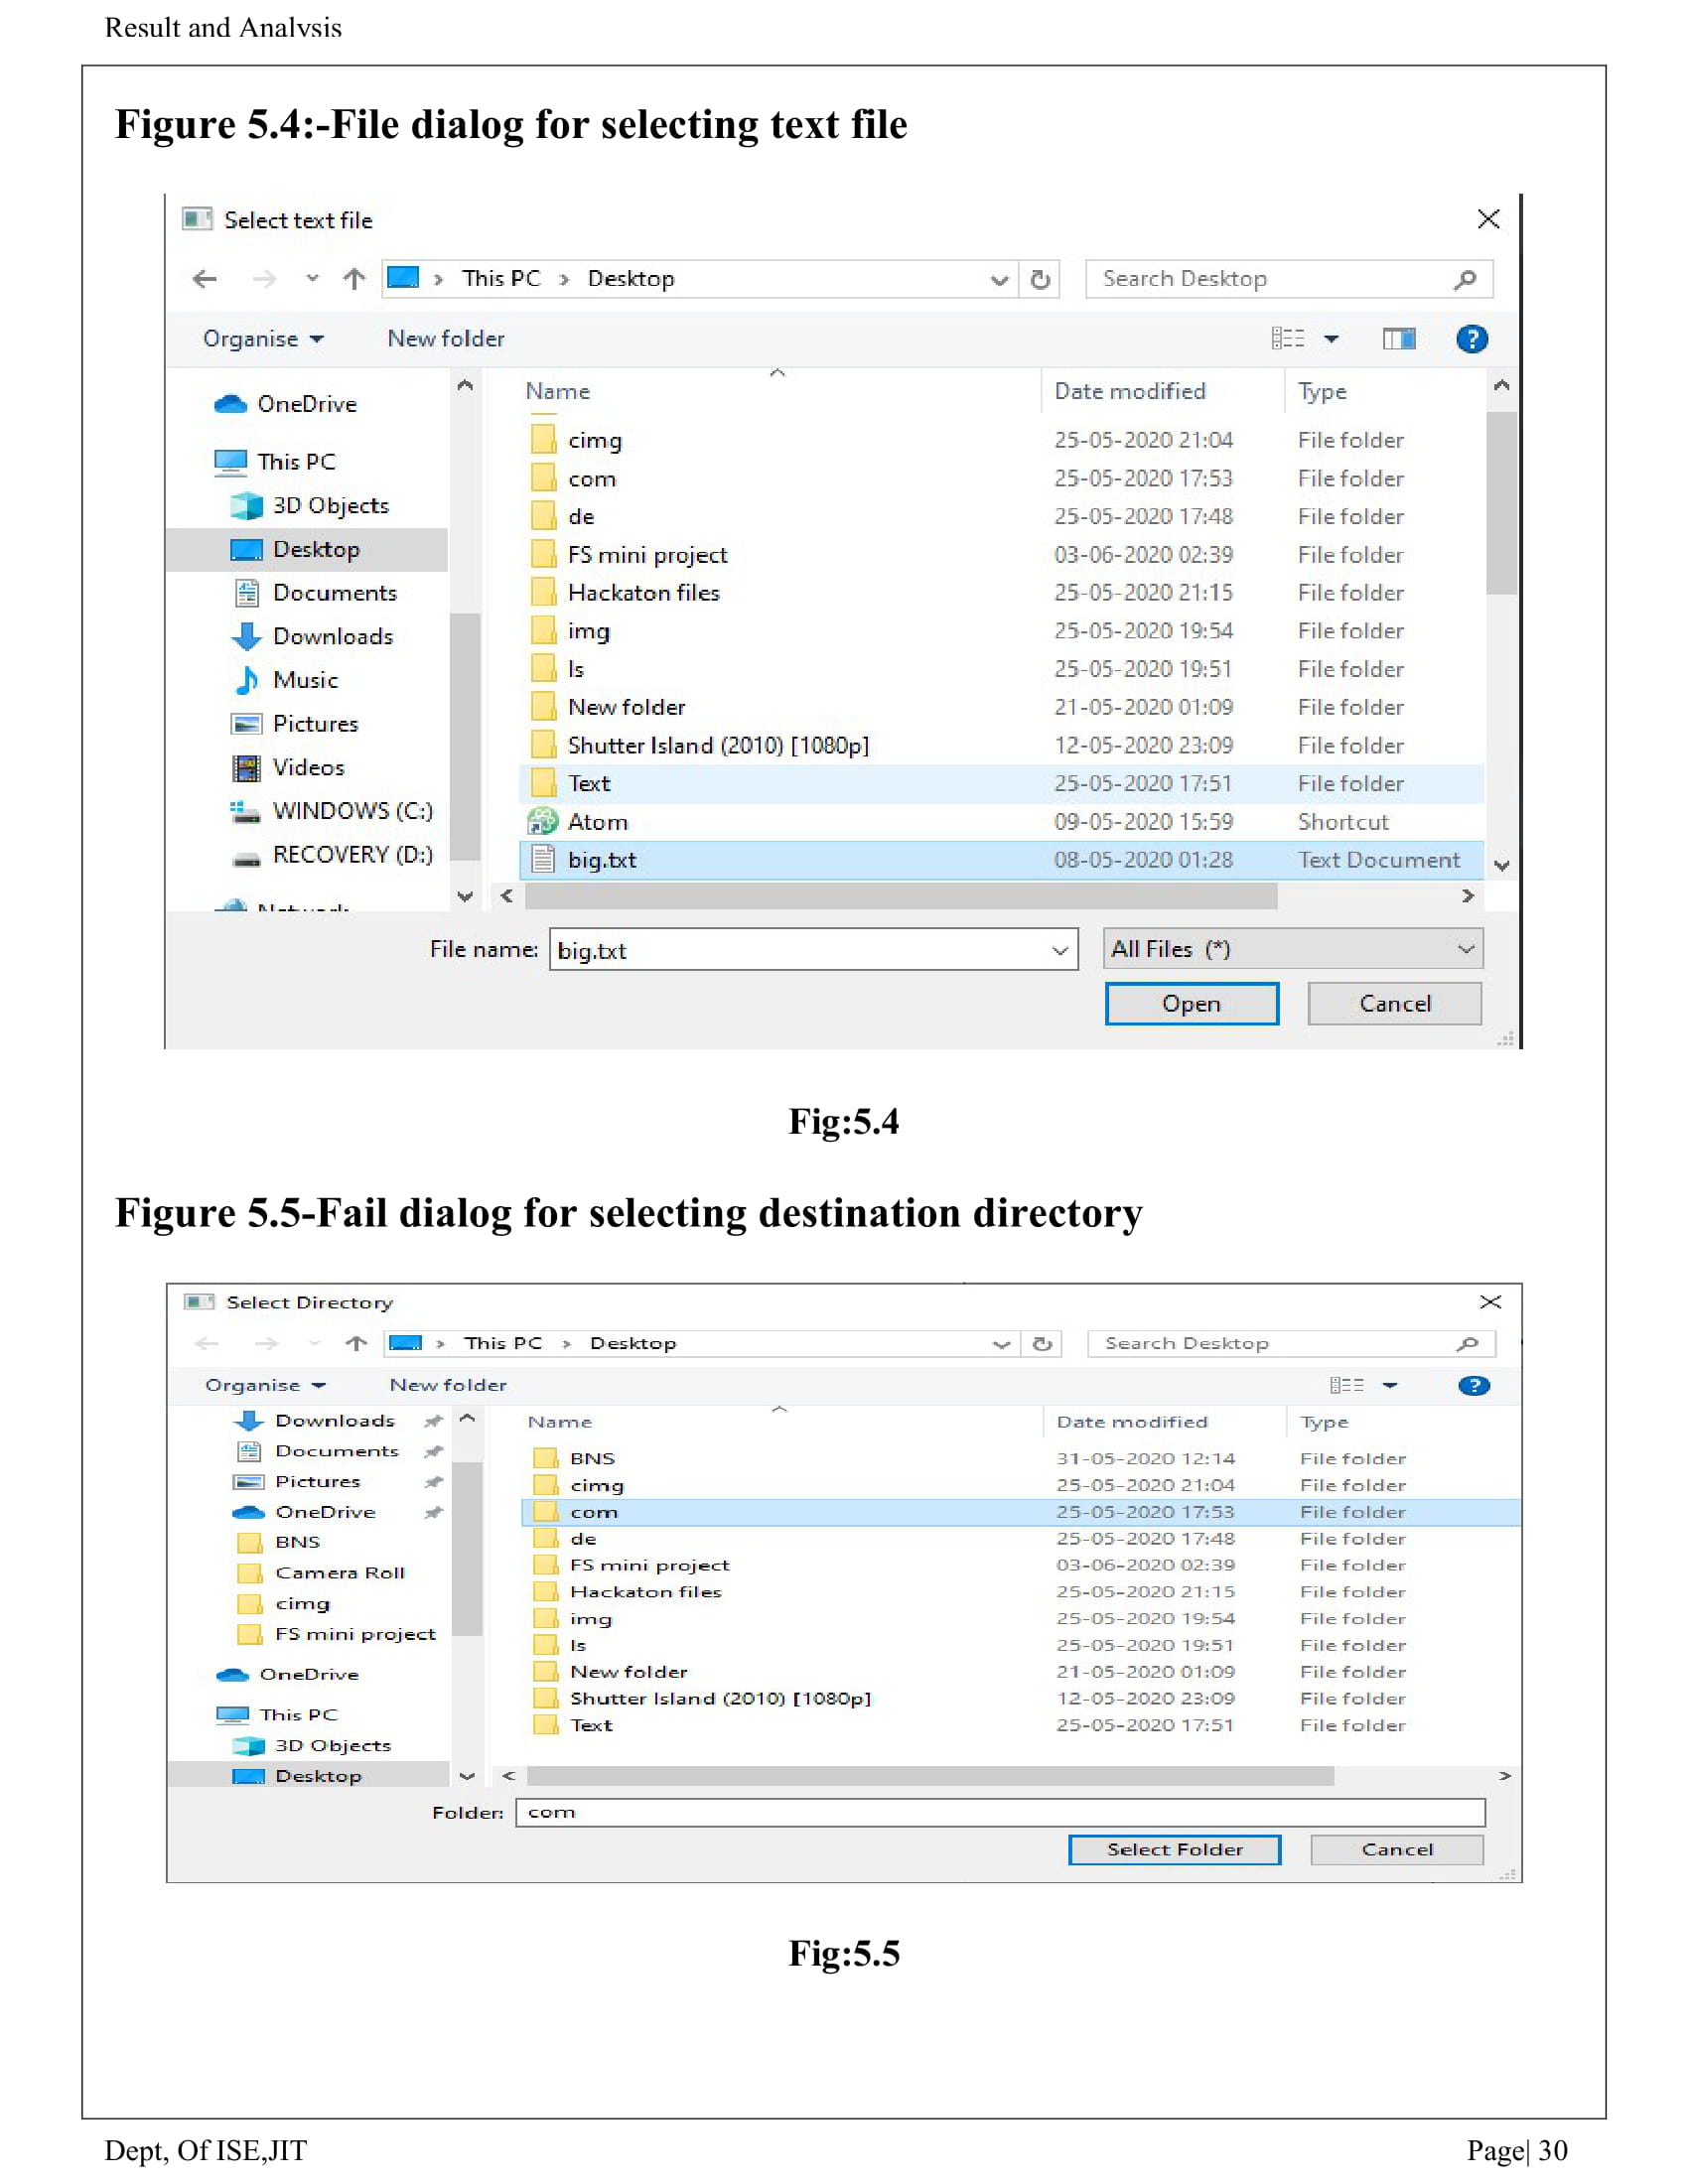 Result and Analysis
Figure 5.4:-File dialog for selecting text file
Select text file
This PC > Desktop
Search Desktop
Organise
New folder
Name Date modified Type
OneDrive
This PC
3D Objects
Desktop
Documents
Downloads
Music
Pictures
Videos
WINDOWS (C:)
RECOVERY (D:)
Network
cimg 25-05-2020 21:04 File folder
com 25-05-2020 17:53 File folder
de 25-05-2020 17:48 File folder
FS mini project 03-06-2020 02:39 File folder
Hackaton files 25-05-2020 21:15 File folder
img 25-05-2020 19:54 File folder
ls 25-05-2020 19:51 File folder
New folder 21-05-2020 01:09 File folder
Shutter Island (2010) [1080p] 12-05-2020 23:09 File folder
Text 25-05-2020 17:51 File folder
Atom 09-05-2020 15:59 Shortcut
big.txt 08-05-2020 01:28 Text Document
File name: big.txt All Files (*)
Open Cancel
Fig:5.4
Figure 5.5-Fail dialog for selecting destination directory
Select Directory
This PC > Desktop
Search Desktop
Organise
New folder
Name Date modified Type
Downloads
Documents
Pictures
OneDrive
BNS
Camera Roll
cimg
FS mini project
OneDrive
This PC
3D Objects
Desktop
BNS 31-05-2020 12:14 File folder
cimg 25-05-2020 21:04 File folder
com 25-05-2020 17:53 File folder
de 25-05-2020 17:48 File folder
FS mini project 03-06-2020 02:39 File folder
Hackaton files 25-05-2020 21:15 File folder
img 25-05-2020 19:54 File folder
ls 25-05-2020 19:51 File folder
New folder 21-05-2020 01:09 File folder
Shutter Island (2010) [1080p] 12-05-2020 23:09 File folder
Text 25-05-2020 17:51 File folder
Folder: com
Select Folder Cancel
Fig:5.5
Dept, Of ISE,JIT Page| 30